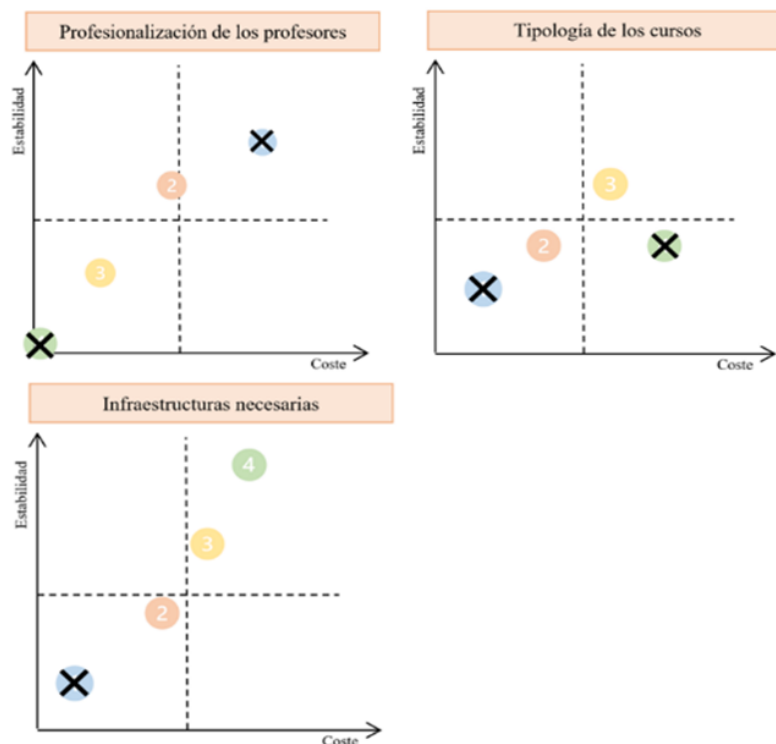 Profesionalización de los profesores
Estabilidad
2
3
Coste
Tipología de los cursos
Estabilidad
3
2
Coste
Infraestructuras necesarias
Estabilidad
4
3
2
Coste